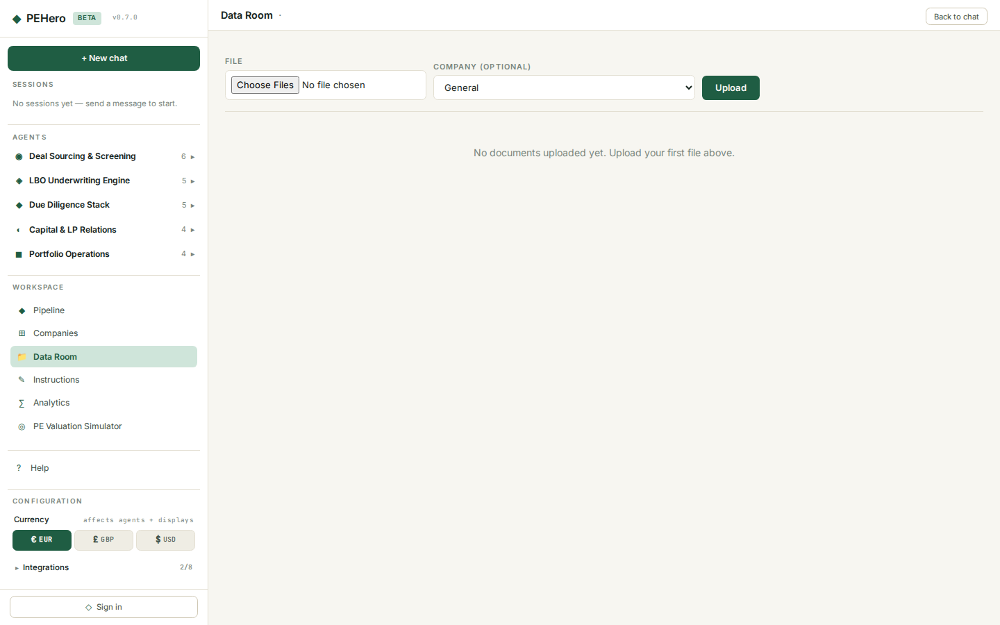 PEHero BETA v0.7.0
+ New chat
SESSIONS
No sessions yet — send a message to start.
AGENTS
Deal Sourcing & Screening 6
LBO Underwriting Engine 5
Due Diligence Stack 5
Capital & LP Relations 4
Portfolio Operations 4
WORKSPACE
Pipeline
Companies
Data Room
Instructions
Analytics
PE Valuation Simulator
? Help
CONFIGURATION
Currency affects agents + displays
€ EUR £ GBP $ USD
Integrations 2/8
Sign in
Data Room ·
Back to chat
FILE
Choose Files No file chosen
COMPANY (OPTIONAL)
General
Upload
No documents uploaded yet. Upload your first file above.